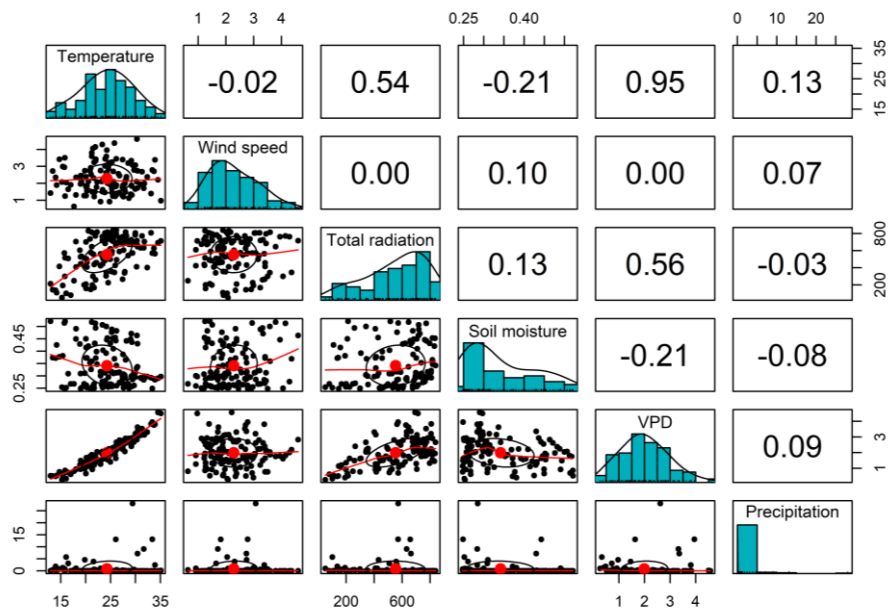 1 2 3 4 0.25 0.40 0 10 20
Temperature -0.02 0.54 -0.21 0.95 0.13 15 25 35
1 3 Wind speed 0.00 0.10 0.00 0.07
Total radiation 0.13 0.56 -0.03 200 800
0.25 0.45 Soil moisture -0.21 -0.08
VPD 0.09 1 3
0 15 Precipitation
15 25 35 200 600 1 2 3 4